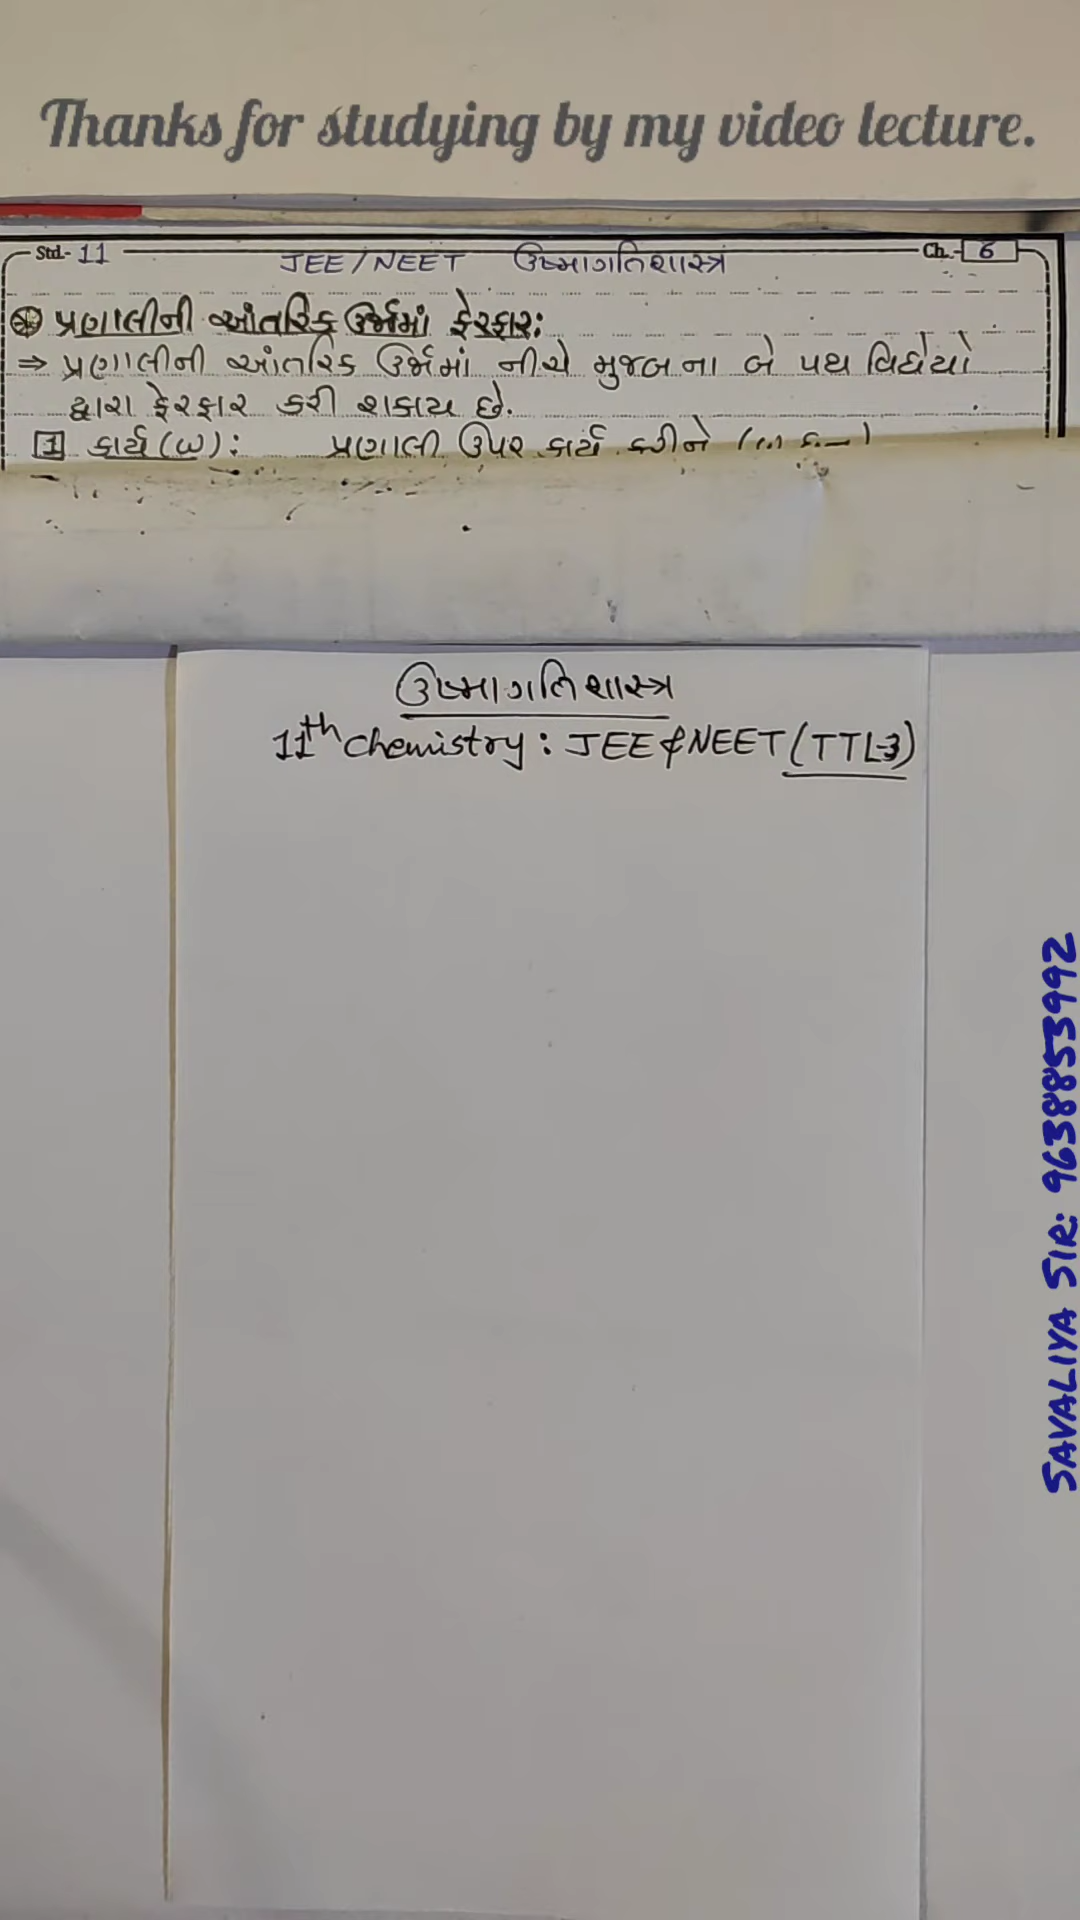 Thanks for studying by my video lecture.
Std.- 11 JEE/NEET ઉષ્માગતિશાસ્ત્ર Ch.- 6
પ્રણાલીની આંતરિક ઉર્જામાં ફેરફાર:
⇒ પ્રણાલીની આંતરિક ઉર્જામાં નીચે મુજબના બે પથ વિધેયો
દ્વારા ફેરફાર કરી શકાય છે.
1 કાર્ય (w): પ્રણાલી ઉપર કાર્ય કરીને
ઉષ્માગતિશાસ્ત્ર
11th chemistry: JEE & NEET (TTL-3)
SAVALIYA SIR: 9638853992